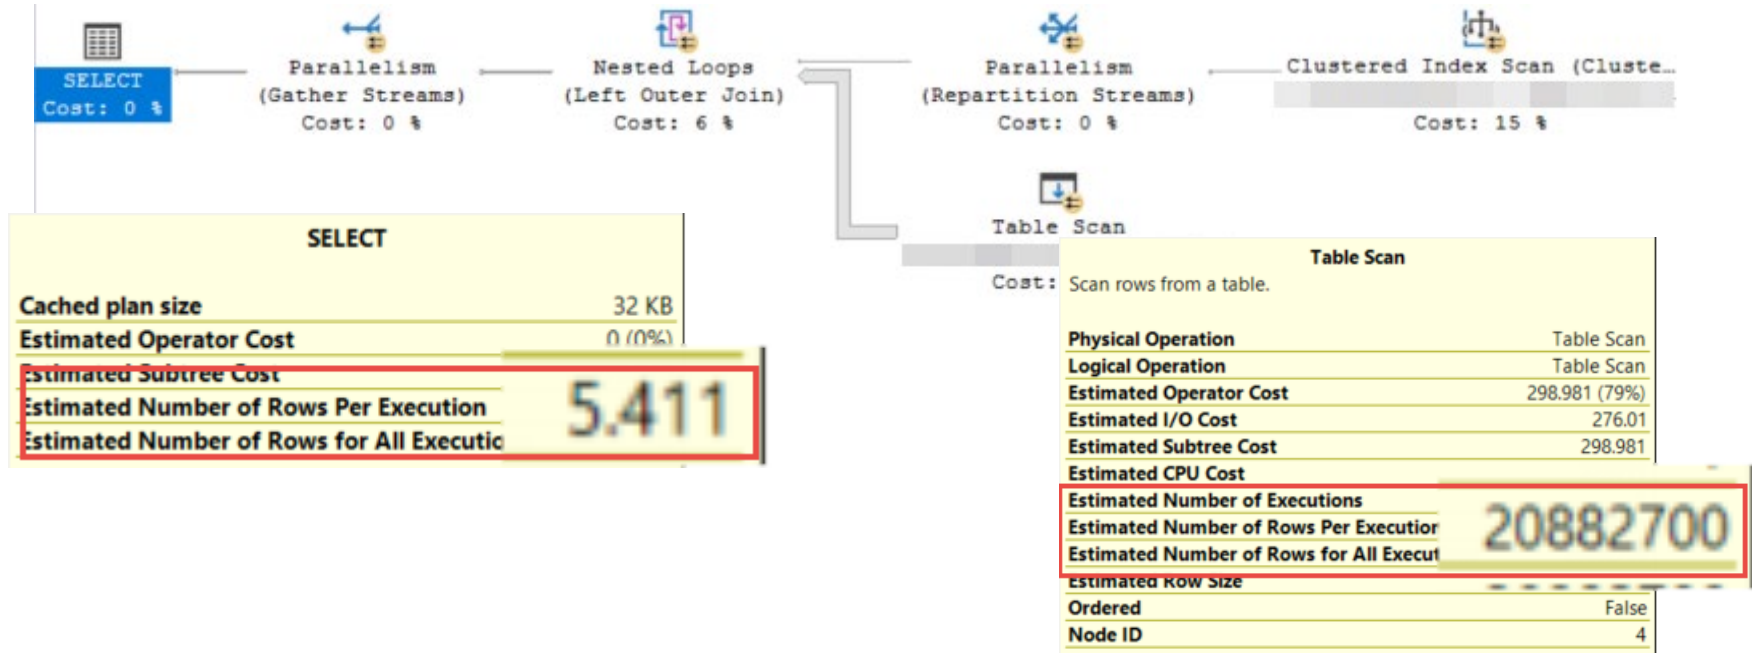 SELECT
Cost: 0 %
Parallelism
(Gather Streams)
Cost: 0 %
Nested Loops
(Left Outer Join)
Cost: 6 %
Parallelism
(Repartition Streams)
Cost: 0 %
Clustered Index Scan (Cluste…
Cost: 15 %
Table Scan
Cost:
SELECT
Cached plan size 32 KB
Estimated Operator Cost 0 (0%)
Estimated Subtree Cost
Estimated Number of Rows Per Execution 5.411
Estimated Number of Rows for All Executio
Table Scan
Scan rows from a table.
Physical Operation Table Scan
Logical Operation Table Scan
Estimated Operator Cost 298.981 (79%)
Estimated I/O Cost 276.01
Estimated Subtree Cost 298.981
Estimated CPU Cost
Estimated Number of Executions
Estimated Number of Rows Per Execution 20882700
Estimated Number of Rows for All Execut
Estimated Row Size
Ordered False
Node ID 4